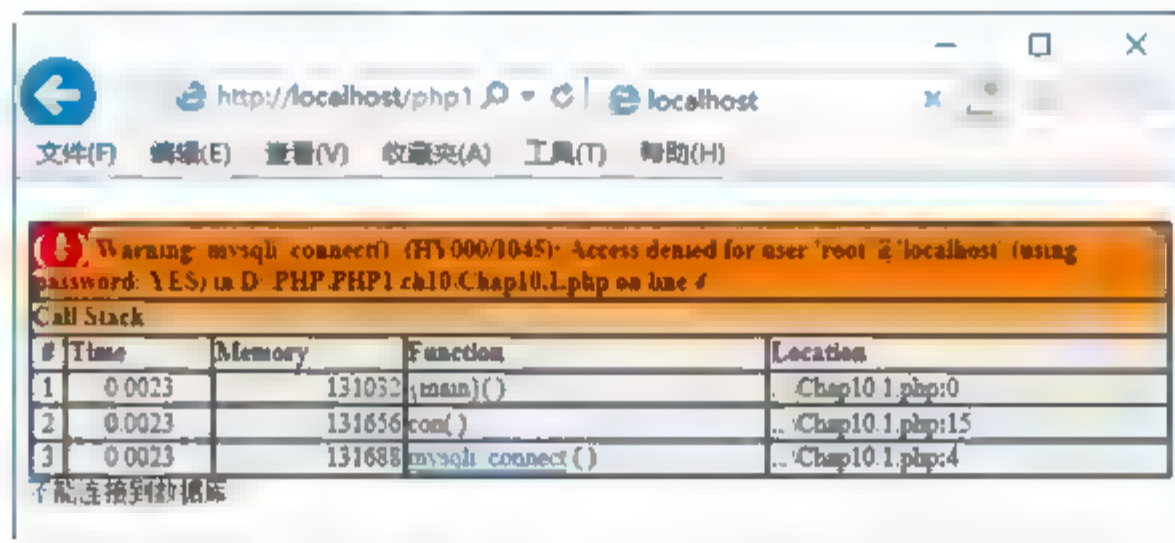 http://localhost/php1 localhost
文件(F) 编辑(E) 查看(V) 收藏夹(A) 工具(T) 帮助(H)
Warning: mysqli_connect(): (HY000/1045): Access denied for user 'root'@'localhost' (using
password: YES) in D:\PHP\PHP1\ch10\Chap10.1.php on line 4
Call Stack
# Time Memory Function Location
1 0.0023 131032 {main}( ) ..\Chap10.1.php:0
2 0.0023 131656 con( ) ..\Chap10.1.php:15
3 0.0023 131688 mysqli_connect ( ) ..\Chap10.1.php:4
不能连接到数据库